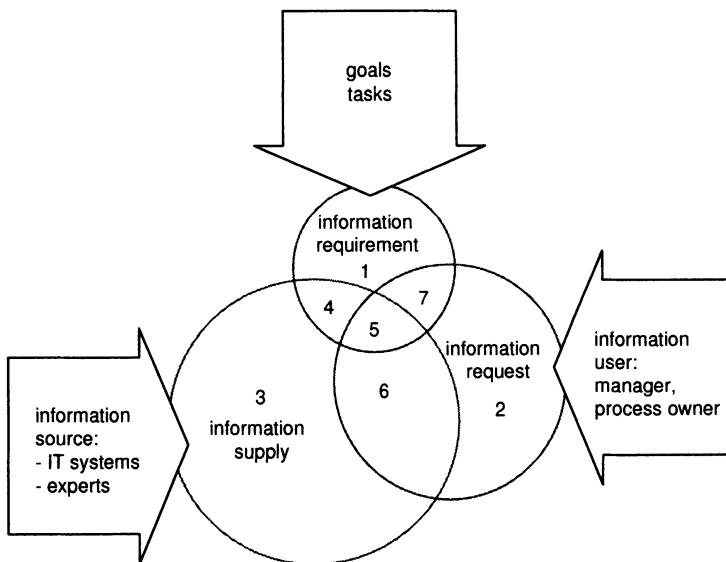 goals
tasks
information
requirement
1
4
7
5
information
request
2
6
3
information
supply
information
user:
manager,
process owner
information
source:
- IT systems
- experts